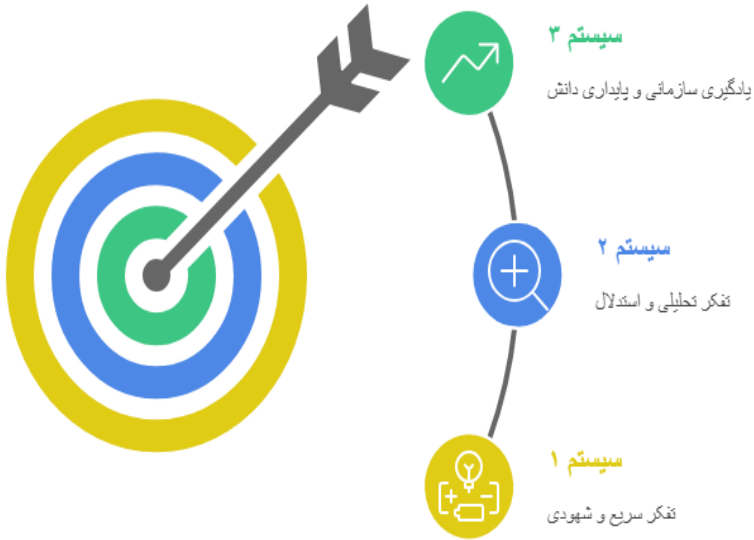 سیستم ۳
یادگیری سازمانی و پایداری دانش
سیستم ۲
تفکر تحلیلی و استدلال
سیستم ۱
تفکر سریع و شهودی